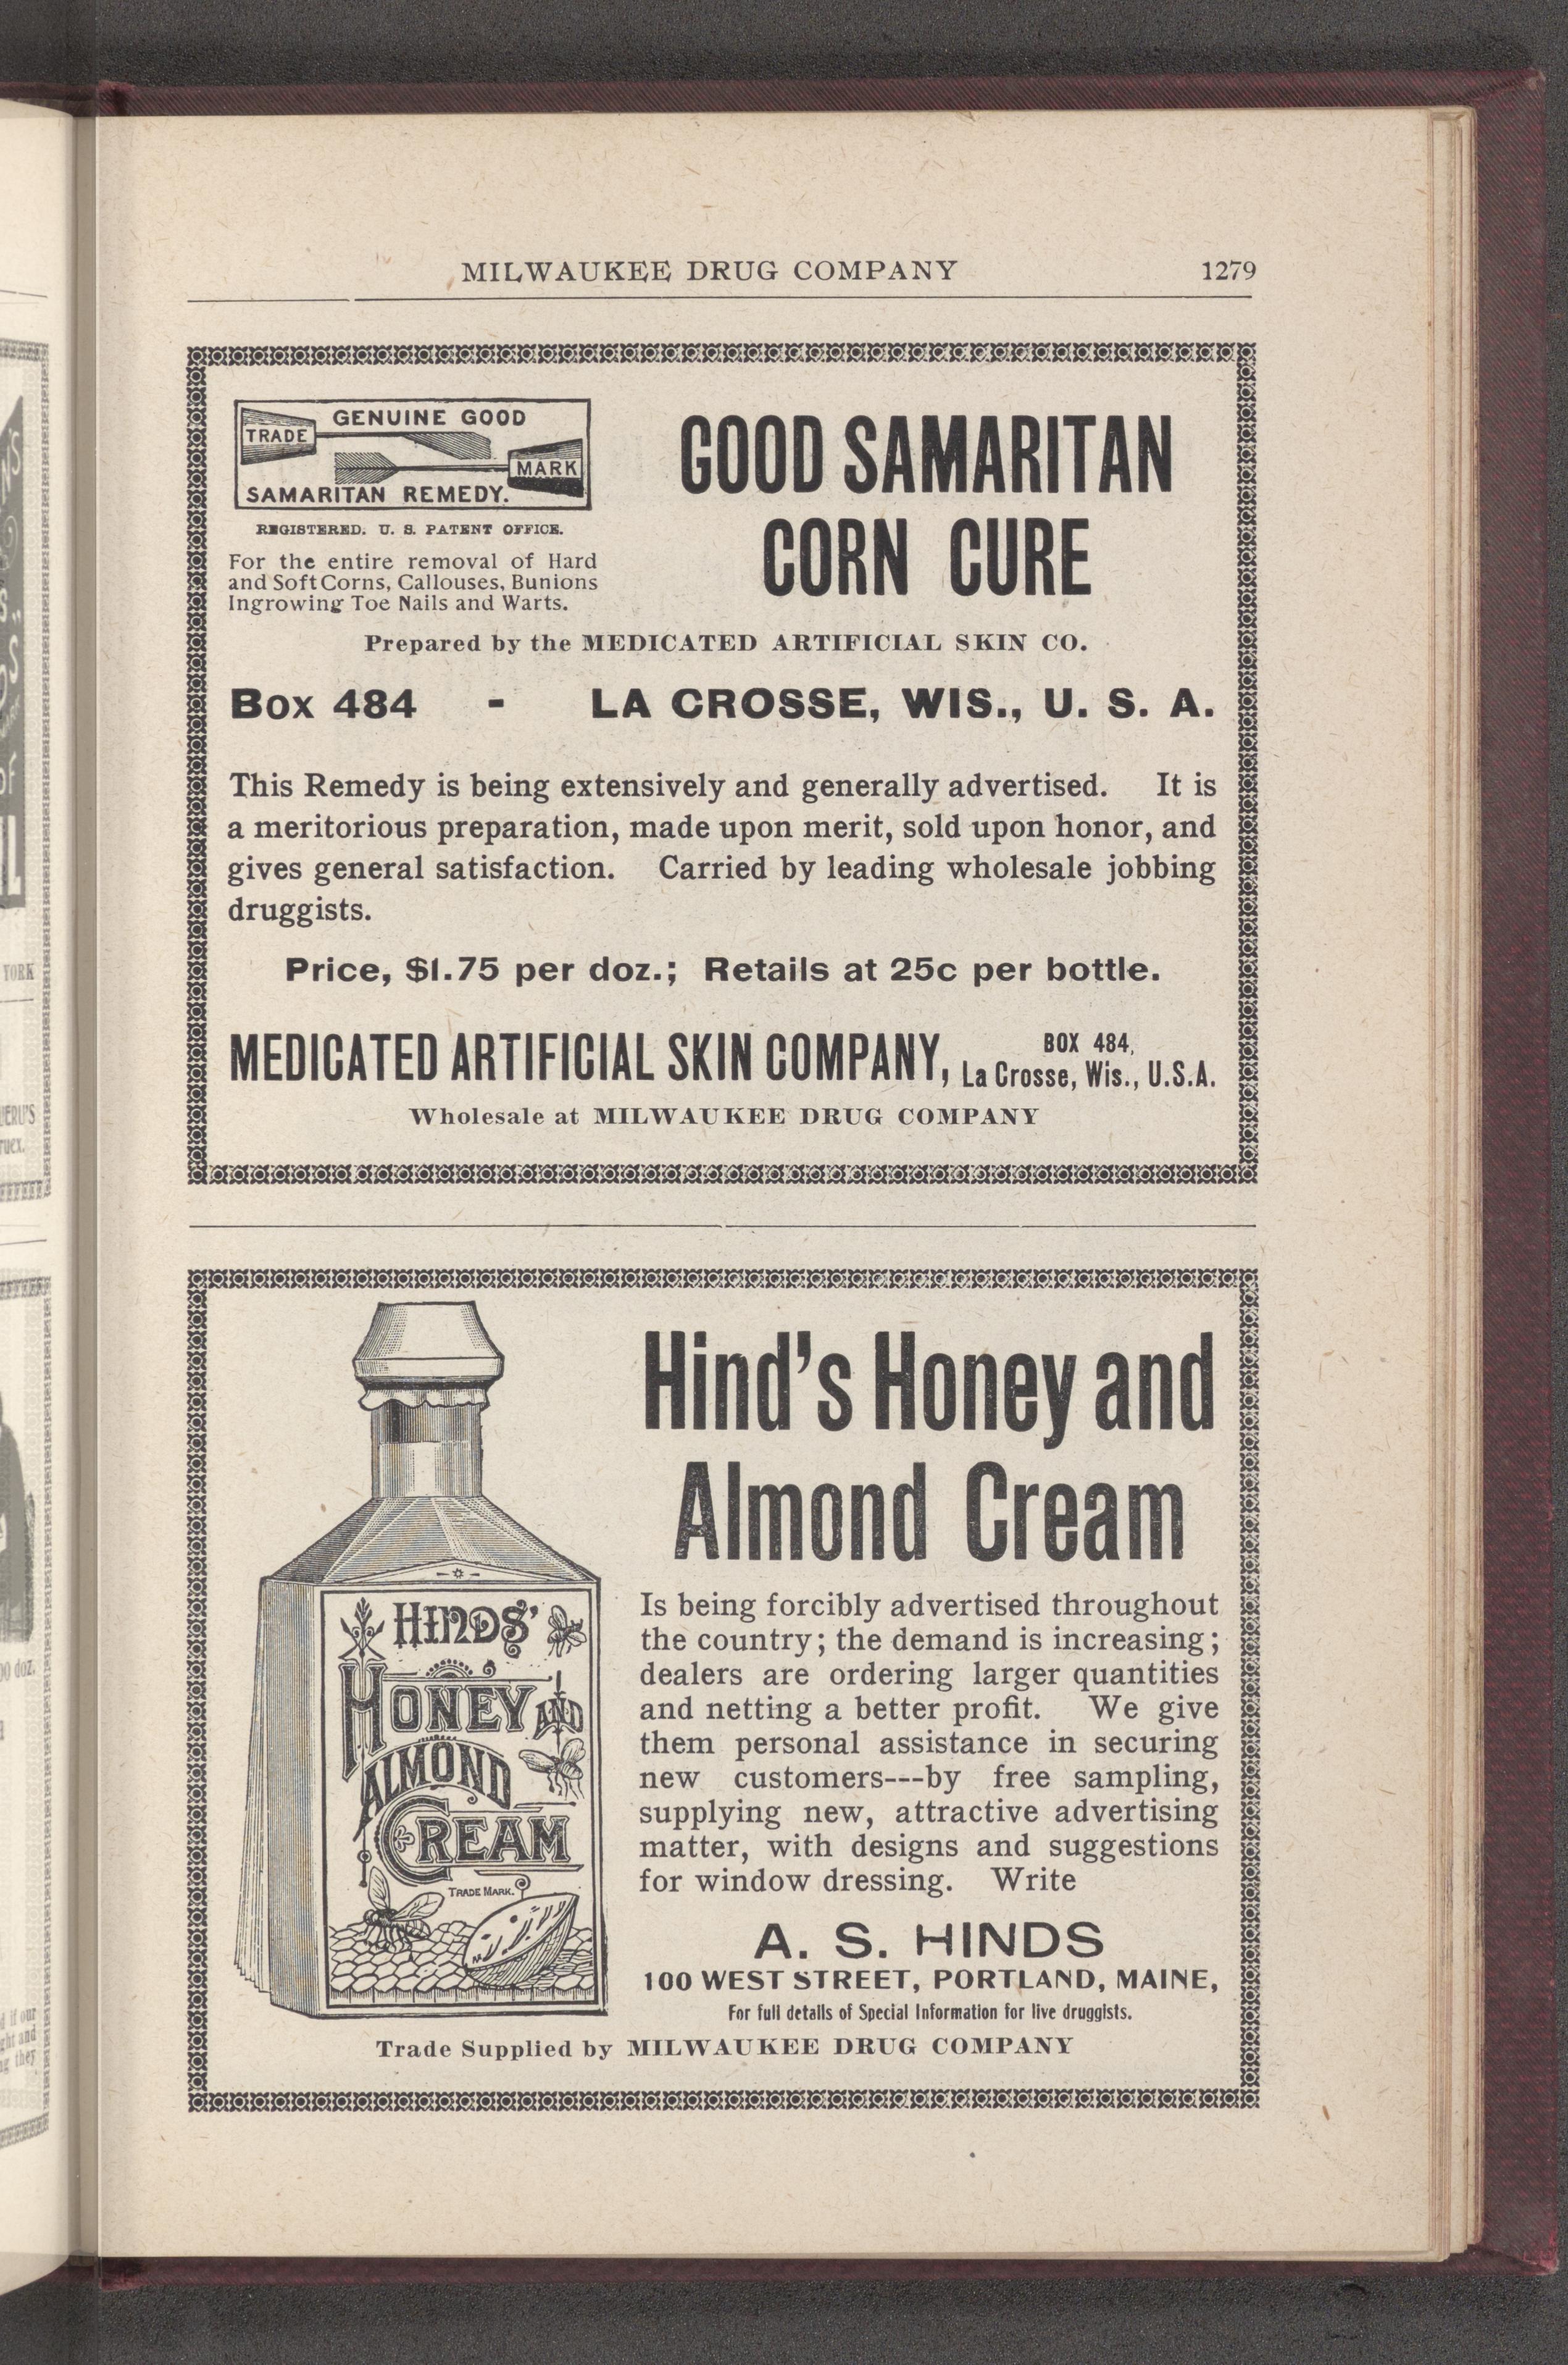 MILWAUKEE DRUG COMPANY 1279
GENUINE GOOD
TRADE
MARK
SAMARITAN REMEDY.
REGISTERED. U. S. PATENT OFFICE.
For the entire removal of Hard
and Soft Corns, Callouses, Bunions
Ingrowing Toe Nails and Warts.
GOOD SAMARITAN
CORN CURE
Prepared by the MEDICATED ARTIFICIAL SKIN CO.
Box 484 - LA CROSSE, WIS., U. S. A.
This Remedy is being extensively and generally advertised. It is
a meritorious preparation, made upon merit, sold upon honor, and
gives general satisfaction. Carried by leading wholesale jobbing
druggists.
Price, $1.75 per doz.; Retails at 25c per bottle.
MEDICATED ARTIFICIAL SKIN COMPANY, BOX 484,
La Crosse, Wis., U.S.A.
Wholesale at MILWAUKEE DRUG COMPANY
Hind's Honey and
Almond Cream
HINDS'
HONEY AND
ALMOND
CREAM
TRADE MARK.
Is being forcibly advertised throughout
the country; the demand is increasing;
dealers are ordering larger quantities
and netting a better profit. We give
them personal assistance in securing
new customers---by free sampling,
supplying new, attractive advertising
matter, with designs and suggestions
for window dressing. Write
A. S. HINDS
100 WEST STREET, PORTLAND, MAINE,
For full details of Special Information for live druggists.
Trade Supplied by MILWAUKEE DRUG COMPANY
YORK
00 doz.
if our
ght and
they